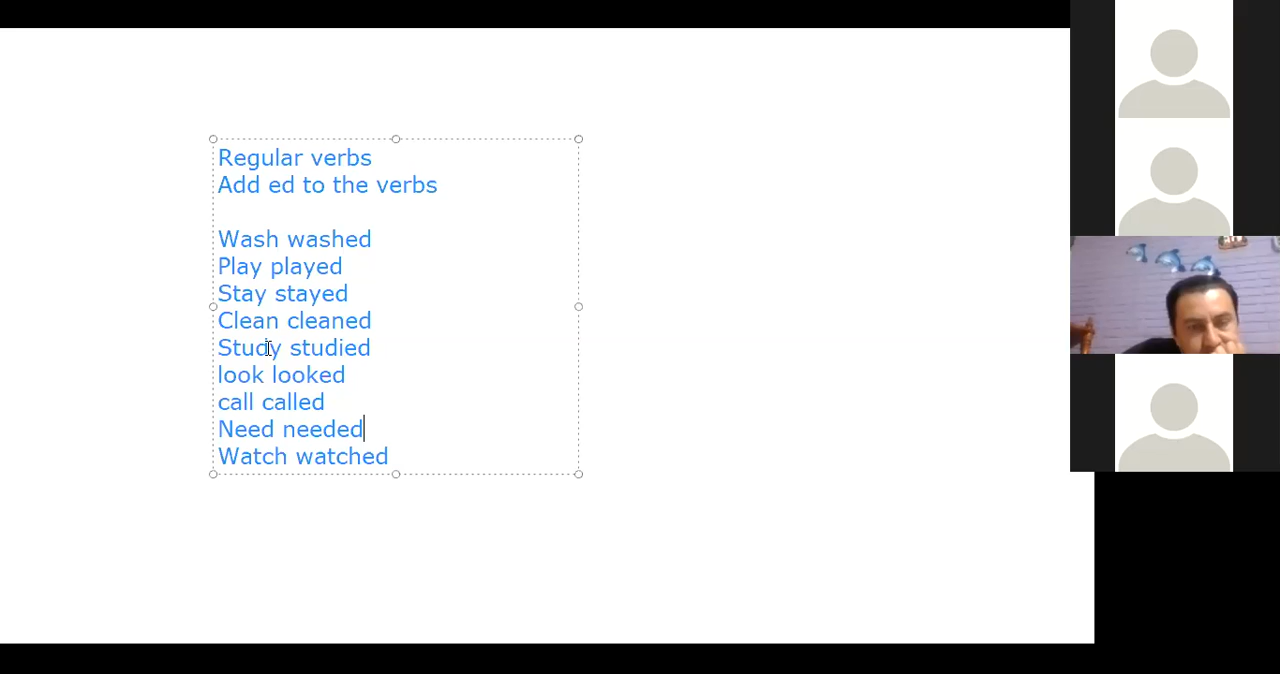 Regular verbs
Add ed to the verbs
Wash washed
Play played
Stay stayed
Clean cleaned
Study studied
look looked
call called
Need needed
Watch watched